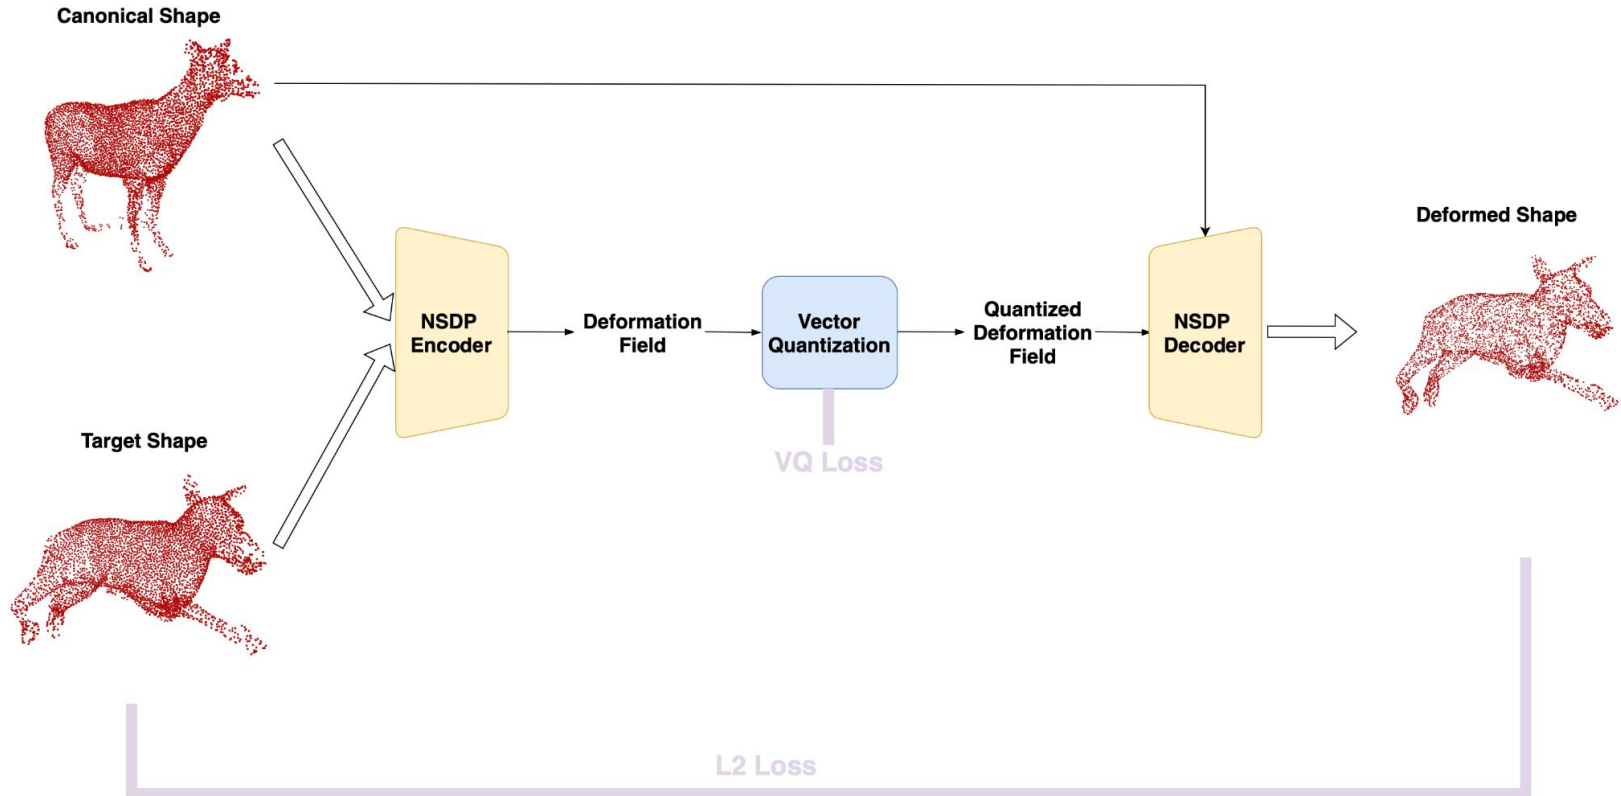 Canonical Shape
Deformed Shape
NSDP
Encoder
Deformation
Field
Vector
Quantization
Quantized
Deformation
Field
NSDP
Decoder
Target Shape
VQ Loss
L2 Loss